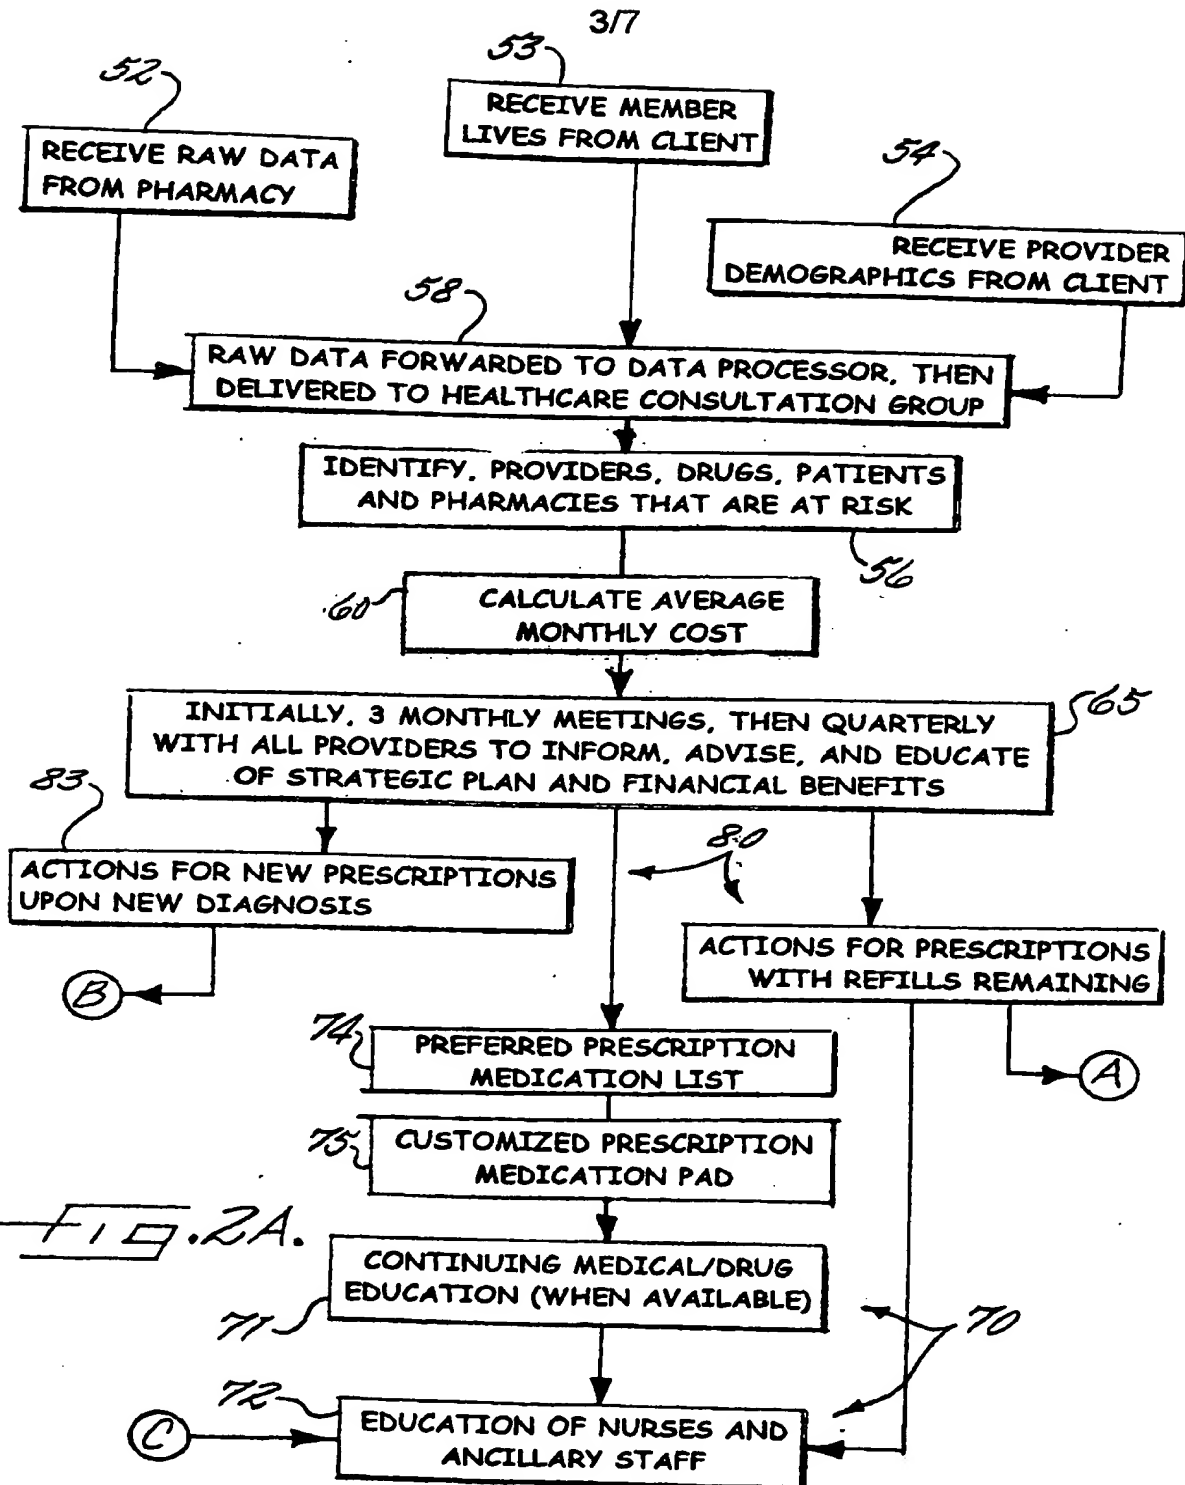 3/7
53
52
RECEIVE MEMBER
LIVES FROM CLIENT
54
RECEIVE RAW DATA
FROM PHARMACY
RECEIVE PROVIDER
DEMOGRAPHICS FROM CLIENT
58
RAW DATA FORWARDED TO DATA PROCESSOR, THEN
DELIVERED TO HEALTHCARE CONSULTATION GROUP
IDENTIFY, PROVIDERS, DRUGS, PATIENTS
AND PHARMACIES THAT ARE AT RISK
56
60
CALCULATE AVERAGE
MONTHLY COST
65
INITIALLY, 3 MONTHLY MEETINGS, THEN QUARTERLY
WITH ALL PROVIDERS TO INFORM, ADVISE, AND EDUCATE
OF STRATEGIC PLAN AND FINANCIAL BENEFITS
83
80
ACTIONS FOR NEW PRESCRIPTIONS
UPON NEW DIAGNOSIS
ACTIONS FOR PRESCRIPTIONS
WITH REFILLS REMAINING
B
74
PREFERRED PRESCRIPTION
MEDICATION LIST
A
75
CUSTOMIZED PRESCRIPTION
MEDICATION PAD
Fig. 2A.
CONTINUING MEDICAL/DRUG
EDUCATION (WHEN AVAILABLE)
71
70
72
C
EDUCATION OF NURSES AND
ANCILLARY STAFF